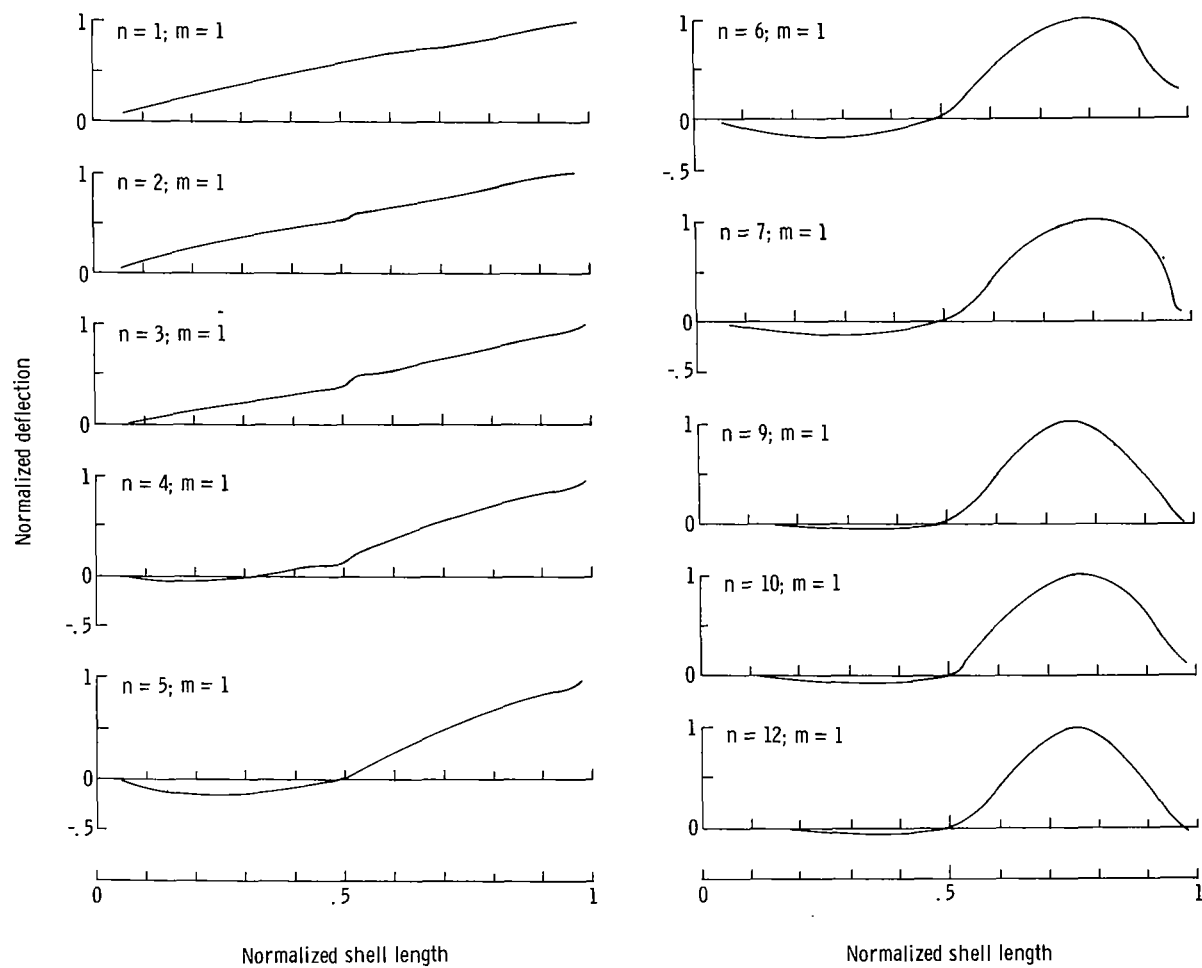 Normalized deflection
1
n = 1; m = 1
0
1
n = 2; m = 1
0
1
n = 3; m = 1
0
1
n = 4; m = 1
0
-.5
1
n = 5; m = 1
0
-.5
0 .5 1
Normalized shell length
1
n = 6; m = 1
0
-.5
1
n = 7; m = 1
0
-.5
1
n = 9; m = 1
0
1
n = 10; m = 1
0
1
n = 12; m = 1
0
0 .5 1
Normalized shell length